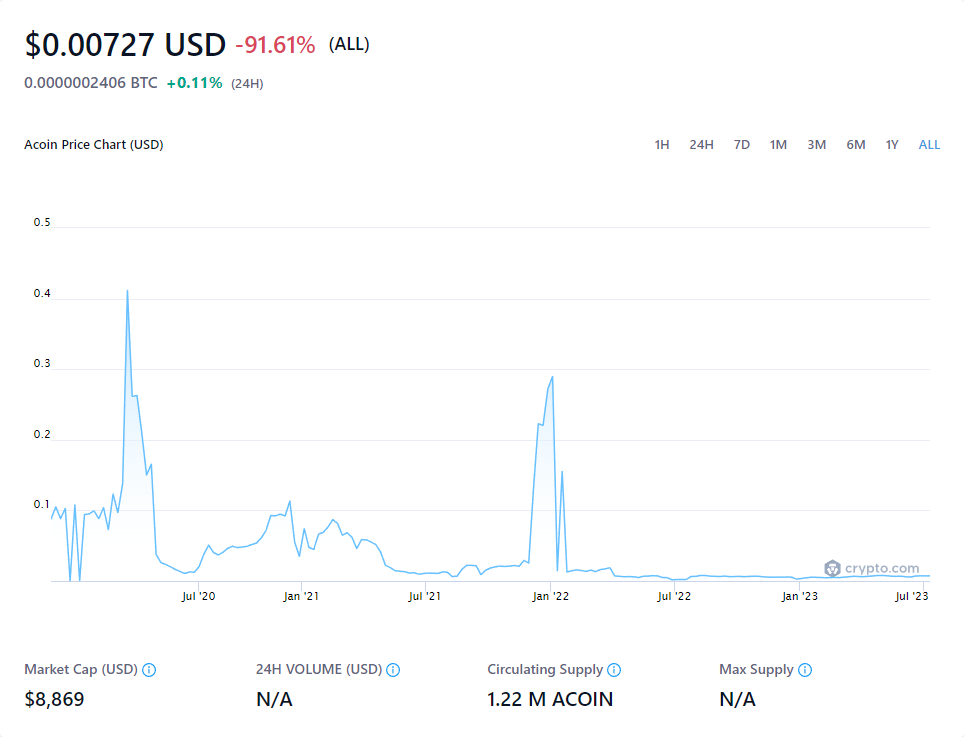 $0.00727 USD -91.61% (ALL)
0.0000002406 BTC +0.11% (24H)
Acoin Price Chart (USD) 1H 24H 7D 1M 3M 6M 1Y ALL
0.5
0.4
0.3
0.2
0.1
crypto.com
Jul '20 Jan '21 Jul '21 Jan '22 Jul '22 Jan '23 Jul '23
Market Cap (USD) 24H VOLUME (USD) Circulating Supply Max Supply
$8,869 N/A 1.22 M ACOIN N/A